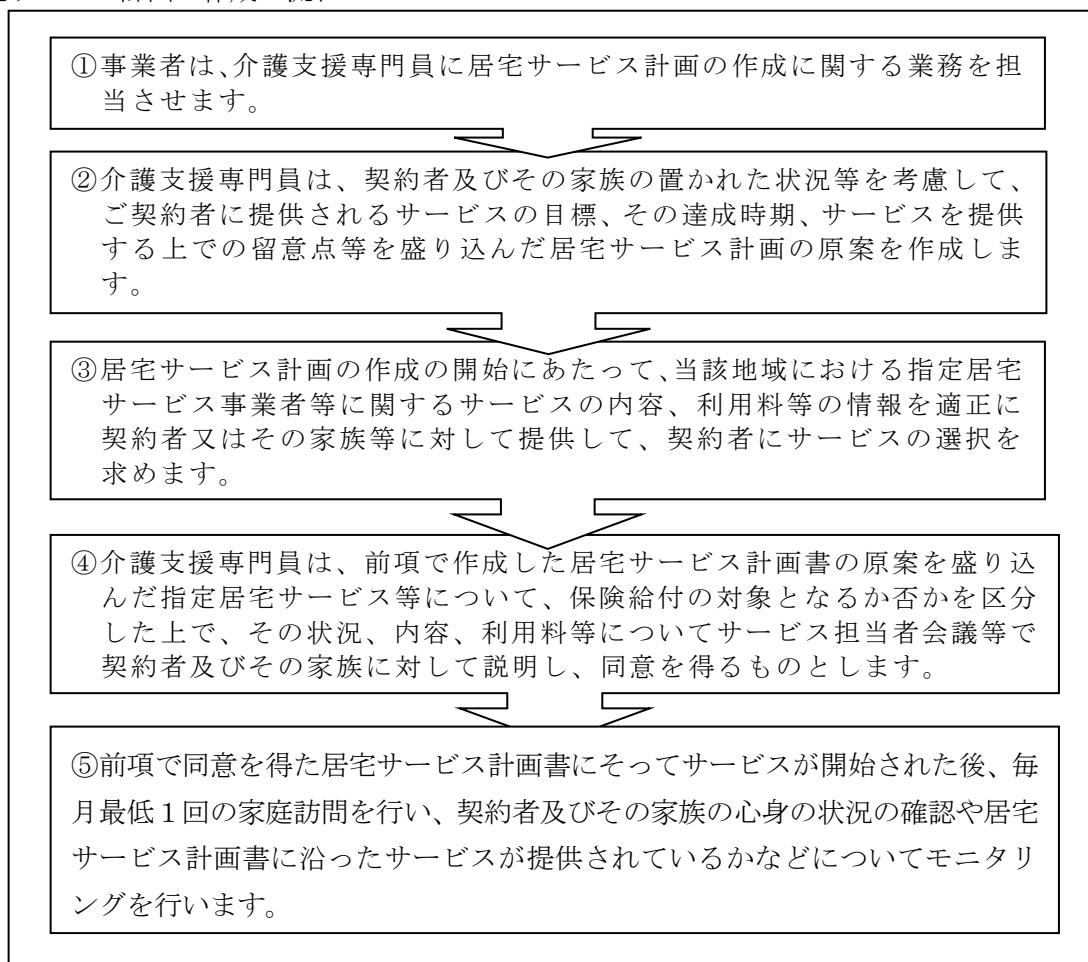 ①事業者は、介護支援専門員に居宅サービス計画の作成に関する業務を担
当させます。
②介護支援専門員は、契約者及びその家族の置かれた状況等を考慮して、
ご契約者に提供されるサービスの目標、その達成時期、サービスを提供
する上での留意点等を盛り込んだ居宅サービス計画の原案を作成しま
す。
③居宅サービス計画の作成の開始にあたって、当該地域における指定居宅
サービス事業者等に関するサービスの内容、利用料等の情報を適正に
契約者又はその家族等に対して提供して、契約者にサービスの選択を
求めます。
④介護支援専門員は、前項で作成した居宅サービス計画書の原案を盛り込
んだ指定居宅サービス等について、保険給付の対象となるか否かを区分
した上で、その状況、内容、利用料等についてサービス担当者会議等で
契約者及びその家族に対して説明し、同意を得るものとします。
⑤前項で同意を得た居宅サービス計画書にそってサービスが開始された後、毎
月最低１回の家庭訪問を行い、契約者及びその家族の心身の状況の確認や居宅
サービス計画書に沿ったサービスが提供されているかなどについてモニタリ
ングを行います。